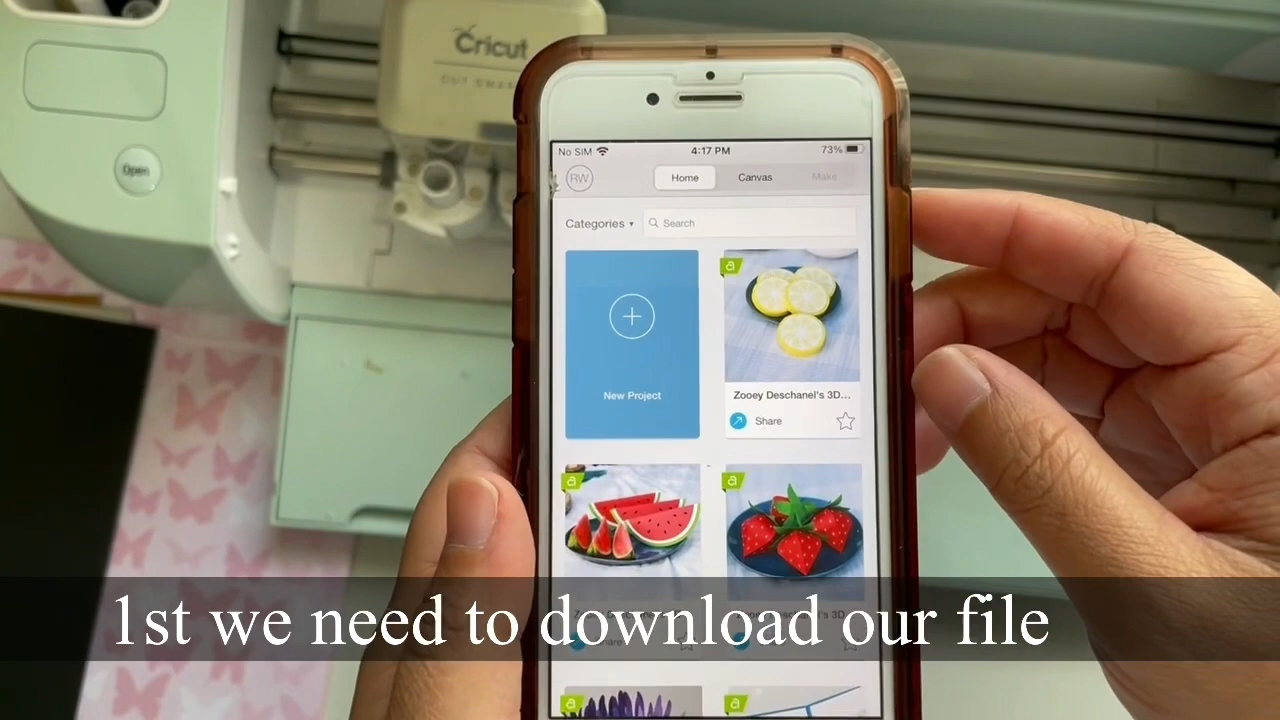 Cricut
Open
No SIM
4:17 PM
73%
RW
Home
Canvas
Make
Categories
Search
New Project
Zooey Deschanel's 3D...
Share
1st we need to download our file